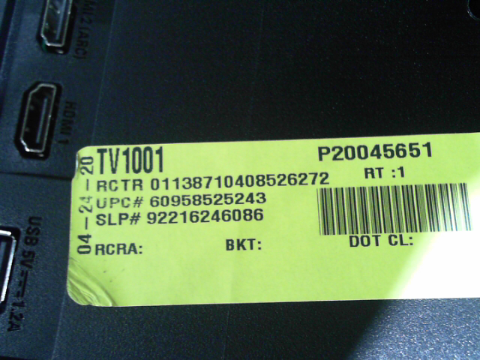 HDMI 2 (ARC)
HDMI 1
USB 5V⎓1.2A
04-24-20
TV1001
P20045651
RCTR 01138710408526272
RT :1
UPC# 60958525243
SLP# 92216246086
RCRA:
BKT:
DOT CL: